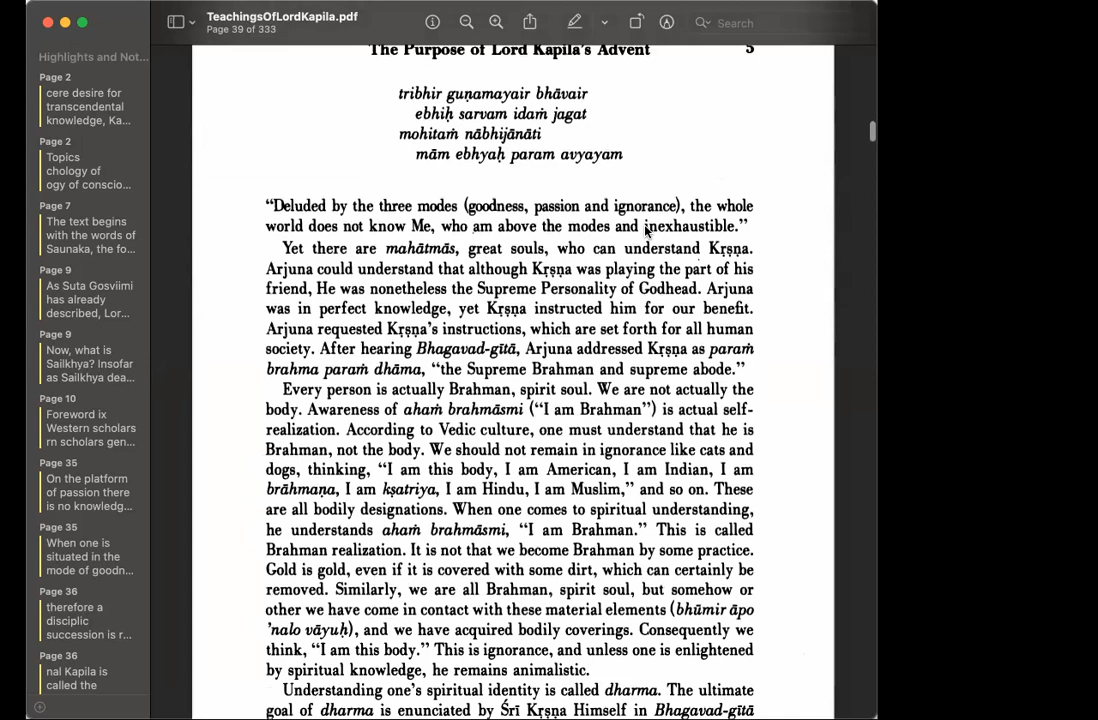 TeachingsOfLordKapila.pdf
Page 39 of 333
Search
Highlights and Not...
Page 2
cere desire for
transcendental
knowledge, Ka...
Page 2
Topics
chology of
ogy of conscio...
Page 7
The text begins
with the words of
Saunaka, the fo...
Page 9
As Suta Gosviimi
has already
described, Lor...
Page 9
Now, what is
Sailkhya? Insofar
as Sailkhya dea...
Page 10
Foreword ix
Western scholars
rn scholars gen...
Page 35
On the platform
of passion there
is no knowledg...
Page 35
When one is
situated in the
mode of goodn...
Page 36
therefore a
disciplic
succession is r...
Page 36
nal Kapila is
called the
The Purpose of Lord Kapila's Advent 5
tribhir guṇamayair bhāvair
ebhiḥ sarvam idaṁ jagat
mohitaṁ nābhijānāti
mām ebhyaḥ param avyayam
“Deluded by the three modes (goodness, passion and ignorance), the whole
world does not know Me, who am above the modes and inexhaustible.”
Yet there are mahātmās, great souls, who can understand Kṛṣṇa.
Arjuna could understand that although Kṛṣṇa was playing the part of his
friend, He was nonetheless the Supreme Personality of Godhead. Arjuna
was in perfect knowledge, yet Kṛṣṇa instructed him for our benefit.
Arjuna requested Kṛṣṇa's instructions, which are set forth for all human
society. After hearing Bhagavad-gītā, Arjuna addressed Kṛṣṇa as paraṁ
brahma paraṁ dhāma, “the Supreme Brahman and supreme abode.”
Every person is actually Brahman, spirit soul. We are not actually the
body. Awareness of ahaṁ brahmāsmi (“I am Brahman”) is actual self-
realization. According to Vedic culture, one must understand that he is
Brahman, not the body. We should not remain in ignorance like cats and
dogs, thinking, “I am this body, I am American, I am Indian, I am
brāhmaṇa, I am kṣatriya, I am Hindu, I am Muslim,” and so on. These
are all bodily designations. When one comes to spiritual understanding,
he understands ahaṁ brahmāsmi, “I am Brahman.” This is called
Brahman realization. It is not that we become Brahman by some practice.
Gold is gold, even if it is covered with some dirt, which can certainly be
removed. Similarly, we are all Brahman, spirit soul, but somehow or
other we have come in contact with these material elements (bhūmir āpo
'nalo vāyuḥ), and we have acquired bodily coverings. Consequently we
think, “I am this body.” This is ignorance, and unless one is enlightened
by spiritual knowledge, he remains animalistic.
Understanding one's spiritual identity is called dharma. The ultimate
goal of dharma is enunciated by Śrī Kṛṣṇa Himself in Bhagavad-gītā